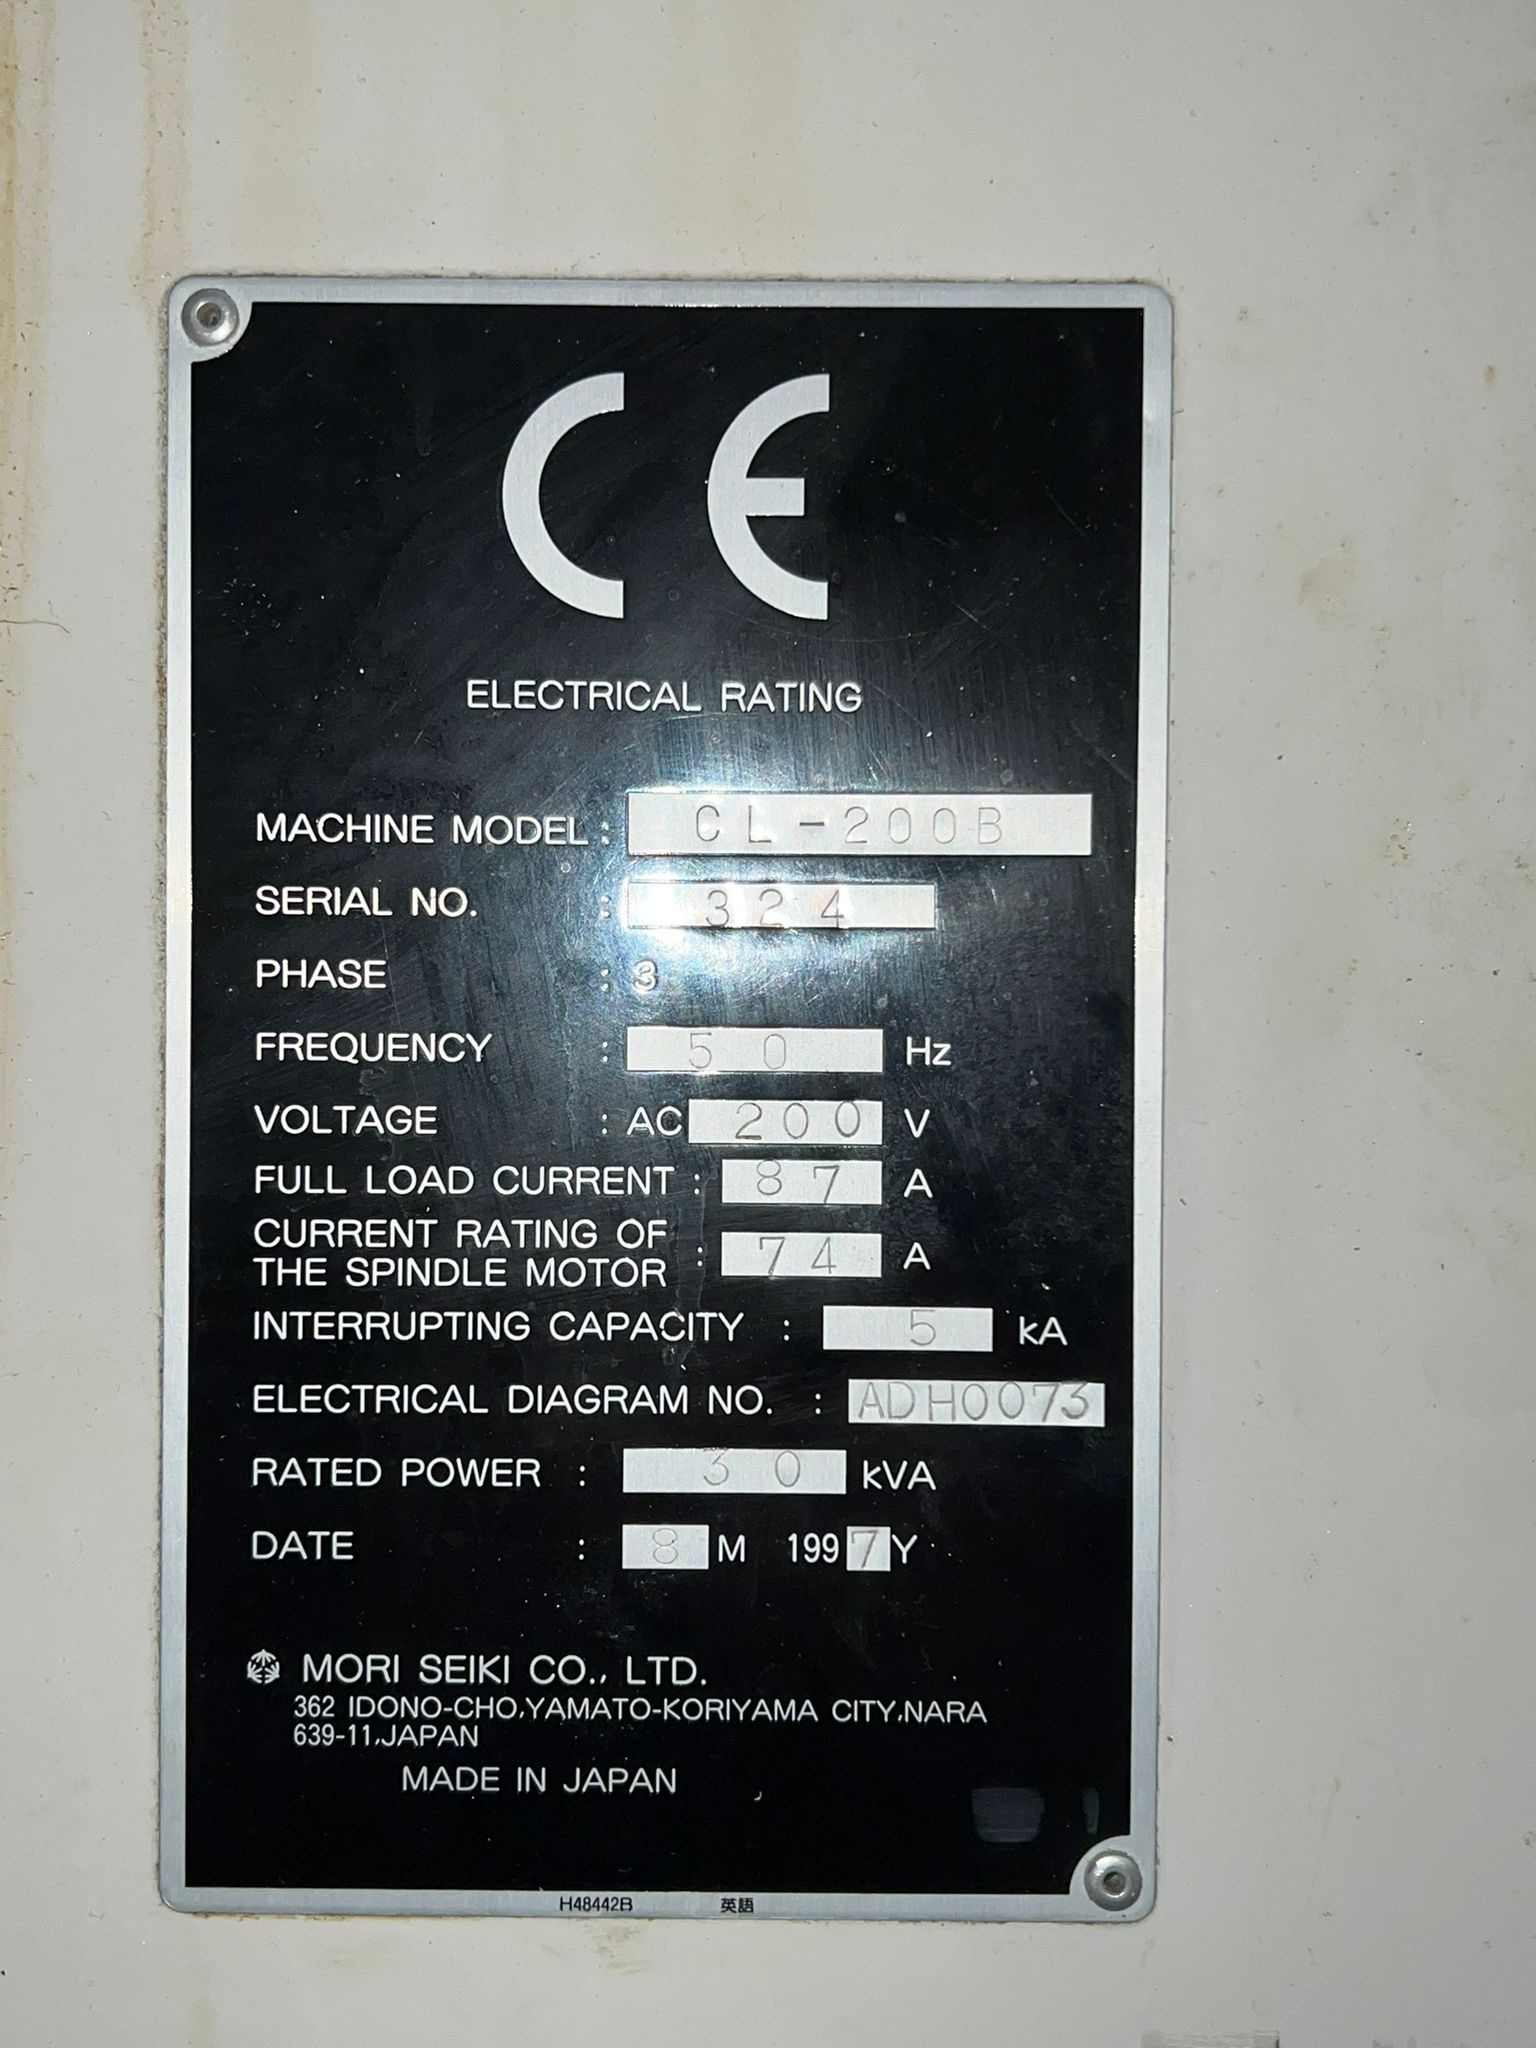 CE
ELECTRICAL RATING
MACHINE MODEL : CL-200B
SERIAL NO. : 324
PHASE : 3
FREQUENCY : 50 Hz
VOLTAGE : AC 200 V
FULL LOAD CURRENT : 87 A
CURRENT RATING OF
THE SPINDLE MOTOR : 74 A
INTERRUPTING CAPACITY : 5 kA
ELECTRICAL DIAGRAM NO. : ADH0073
RATED POWER : 30 kVA
DATE : 8 M 1997 Y
MORI SEIKI CO., LTD.
362 IDONO-CHO,YAMATO-KORIYAMA CITY,NARA
639-11,JAPAN
MADE IN JAPAN
H48442B 英語